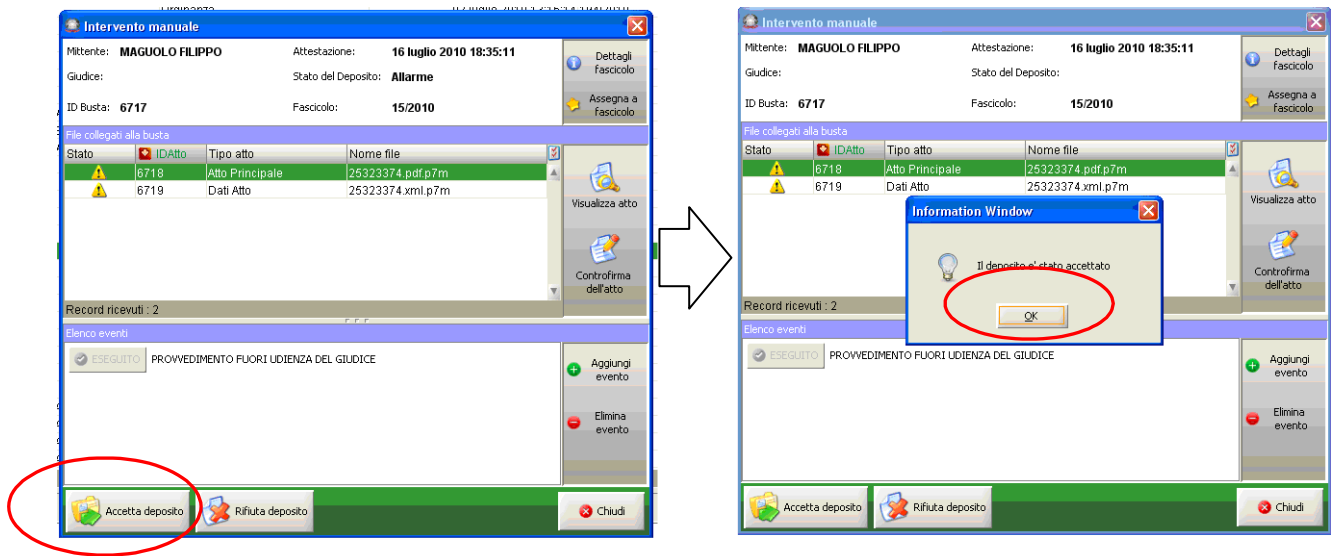 Intervento manuale
Mittente: MAGUOLO FILIPPO Attestazione: 16 luglio 2010 18:35:11
Giudice: Stato del Deposito: Allarme
ID Busta: 6717 Fascicolo: 15/2010
Dettagli
fascicolo
Assegna a
fascicolo
File collegati alla busta
Stato IDAtto Tipo atto Nome file
6718 Atto Principale 25323374.pdf.p7m
6719 Dati Atto 25323374.xml.p7m
Visualizza atto
Controfirma
dell'atto
Record ricevuti : 2
Elenco eventi
ESEGUITO PROVVEDIMENTO FUORI UDIENZA DEL GIUDICE
Aggiungi
evento
Elimina
evento
Accetta deposito Rifiuta deposito Chiudi
Intervento manuale
Mittente: MAGUOLO FILIPPO Attestazione: 16 luglio 2010 18:35:11
Giudice: Stato del Deposito:
ID Busta: 6717 Fascicolo: 15/2010
Dettagli
fascicolo
Assegna a
fascicolo
File collegati alla busta
Stato IDAtto Tipo atto Nome file
6718 Atto Principale 25323374.pdf.p7m
6719 Dati Atto 25323374.xml.p7m
Visualizza atto
Controfirma
dell'atto
Information Window
Il deposito e' stato accettato
OK
Record ricevuti : 2
Elenco eventi
ESEGUITO PROVVEDIMENTO FUORI UDIENZA DEL GIUDICE
Aggiungi
evento
Elimina
evento
Accetta deposito Rifiuta deposito Chiudi